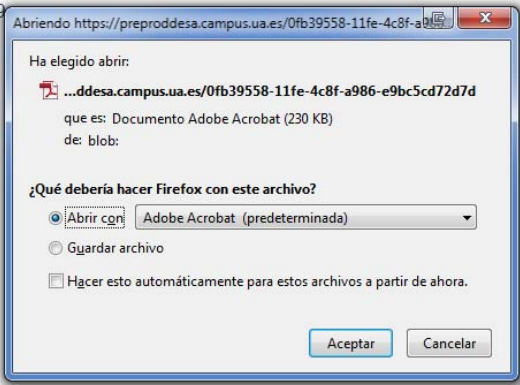 Abriendo https://preproddesa.campus.ua.es/0fb39558-11fe-4c8f-a9
Ha elegido abrir:
...ddesa.campus.ua.es/0fb39558-11fe-4c8f-a986-e9bc5cd72d7d
que es: Documento Adobe Acrobat (230 KB)
de: blob:
¿Qué debería hacer Firefox con este archivo?
Abrir con Adobe Acrobat (predeterminada)
Guardar archivo
Hacer esto automáticamente para estos archivos a partir de ahora.
Aceptar Cancelar